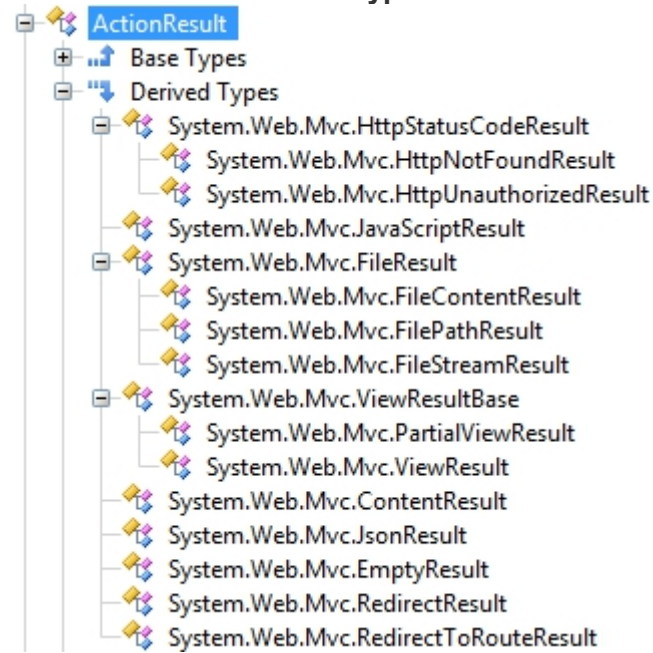 ActionResult
Base Types
Derived Types
System.Web.Mvc.HttpStatusCodeResult
System.Web.Mvc.HttpNotFoundResult
System.Web.Mvc.HttpUnauthorizedResult
System.Web.Mvc.JavaScriptResult
System.Web.Mvc.FileResult
System.Web.Mvc.FileContentResult
System.Web.Mvc.FilePathResult
System.Web.Mvc.FileStreamResult
System.Web.Mvc.ViewResultBase
System.Web.Mvc.PartialViewResult
System.Web.Mvc.ViewResult
System.Web.Mvc.ContentResult
System.Web.Mvc.JsonResult
System.Web.Mvc.EmptyResult
System.Web.Mvc.RedirectResult
System.Web.Mvc.RedirectToRouteResult